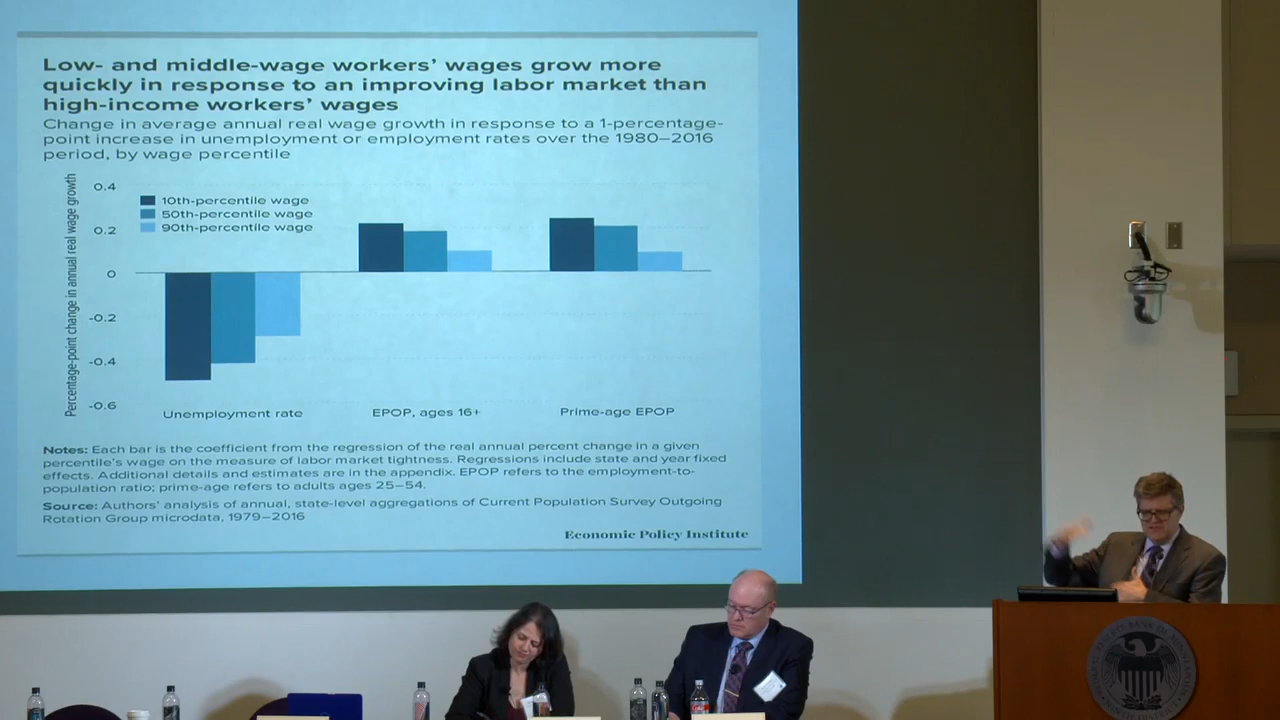 Low- and middle-wage workers' wages grow more
quickly in response to an improving labor market than
high-income workers' wages
Change in average annual real wage growth in response to a 1-percentage-
point increase in unemployment or employment rates over the 1980–2016
period, by wage percentile
Percentage-point change in annual real wage growth
0.4
0.2
0
-0.2
-0.4
-0.6
10th-percentile wage
50th-percentile wage
90th-percentile wage
Unemployment rate
EPOP, ages 16+
Prime-age EPOP
Notes: Each bar is the coefficient from the regression of the real annual percent change in a given
percentile's wage on the measure of labor market tightness. Regressions include state and year fixed
effects. Additional details and estimates are in the appendix. EPOP refers to the employment-to-
population ratio; prime-age refers to adults ages 25–54.
Source: Authors' analysis of annual, state-level aggregations of Current Population Survey Outgoing
Rotation Group microdata, 1979–2016
Economic Policy Institute